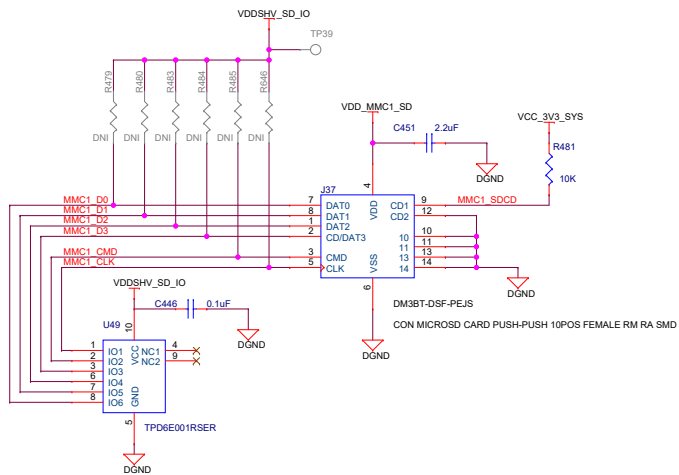 VDDSHV_SD_IO
TP39
R479
R480
R483
R484
R485
R646
DNI DNI DNI DNI DNI DNI
VDD_MMC1_SD
VCC_3V3_SYS
C451 2.2uF
DGND
R481
10K
J37
MMC1_D0 7 DAT0 CD1 9 MMC1_SDCD
MMC1_D1 8 DAT1 CD2 12
MMC1_D2 1 DAT2
MMC1_D3 2 CD/DAT3 10 10
11 11
MMC1_CMD 3 CMD 13 13
MMC1_CLK 5 CLK 14 14
4 VDD
VSS 6
DGND
DGND
VDDSHV_SD_IO
C446 0.1uF
DGND
DM3BT-DSF-PEJS
CON MICROSD CARD PUSH-PUSH 10POS FEMALE RM RA SMD
U49
10
VCC
1 IO1 NC1 4
2 IO2 NC2 9
3 IO3
6 IO4
7 IO5
8 IO6
GND
5
TPD6E001RSER
DGND